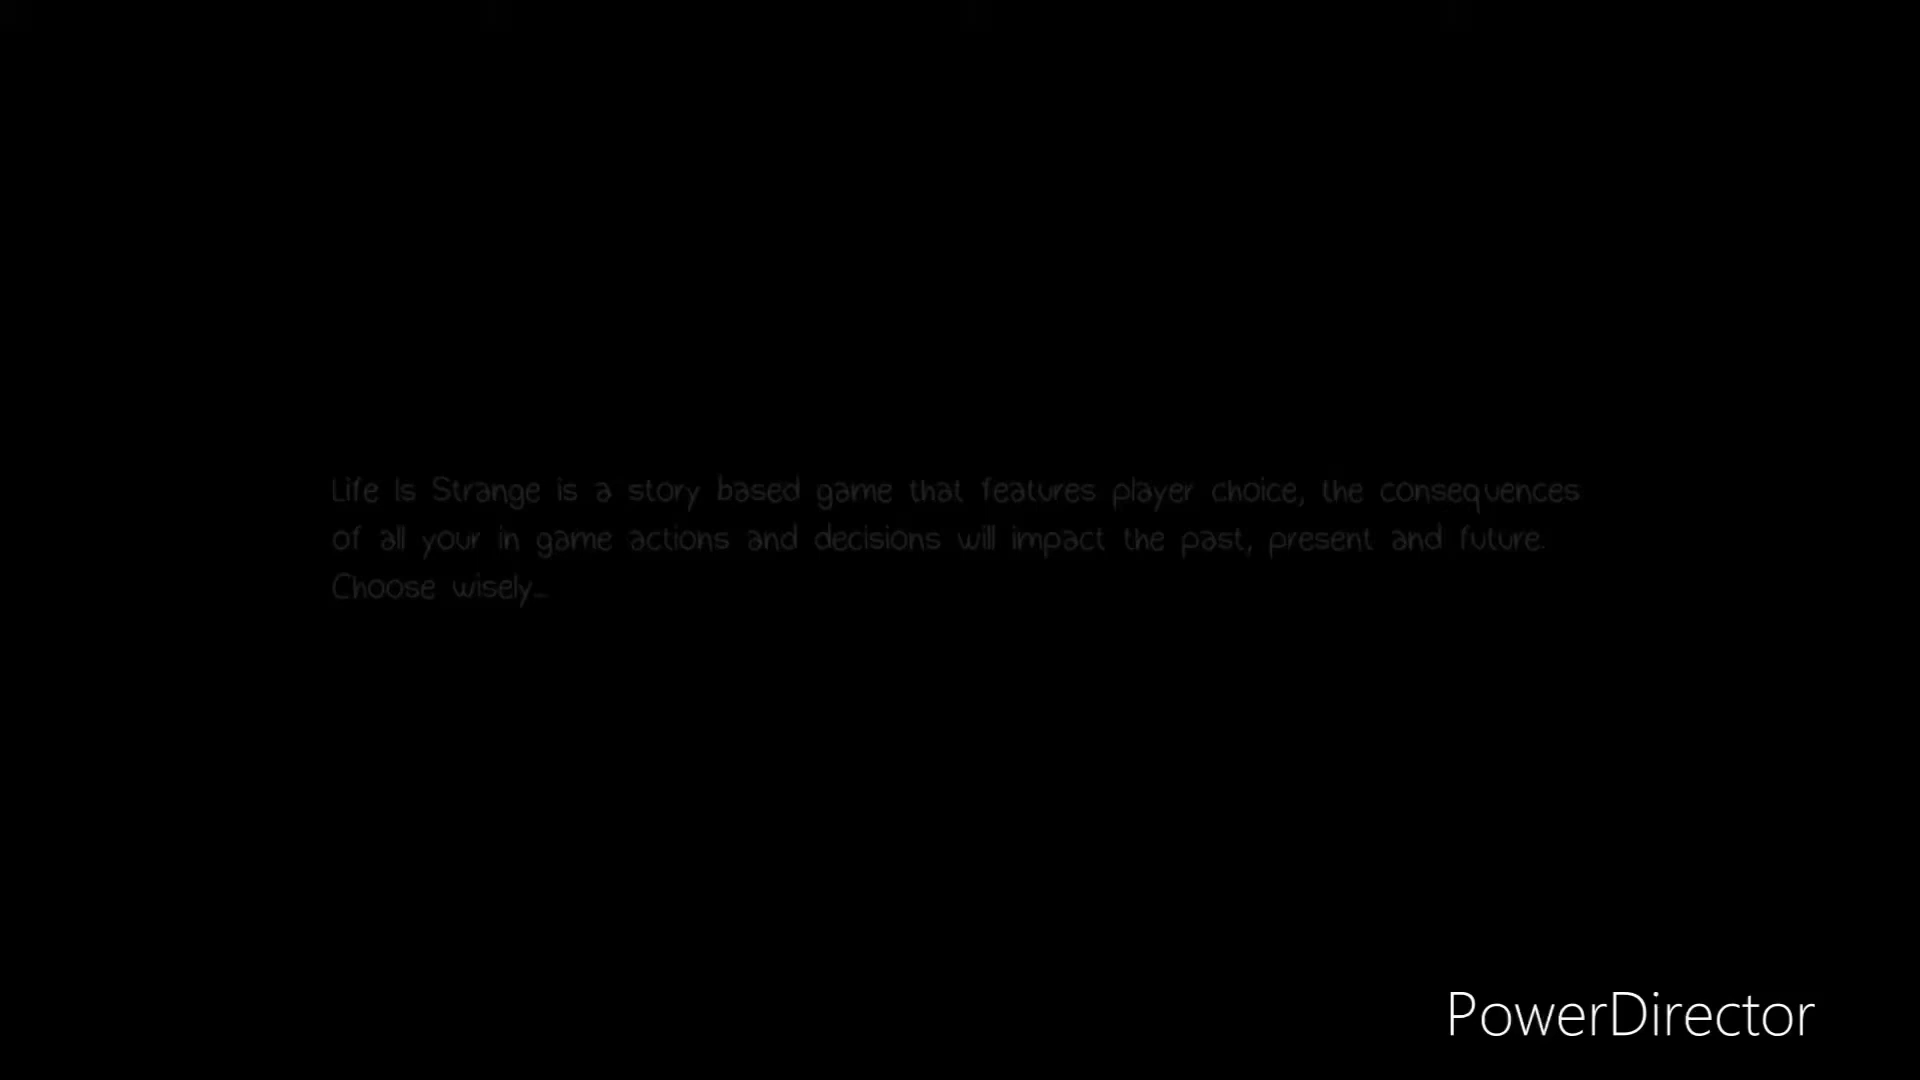 Life Is Strange is a story based game that features player choice, the consequences
of all your in game actions and decisions will impact the past, present and future.
Choose wisely...
PowerDirector